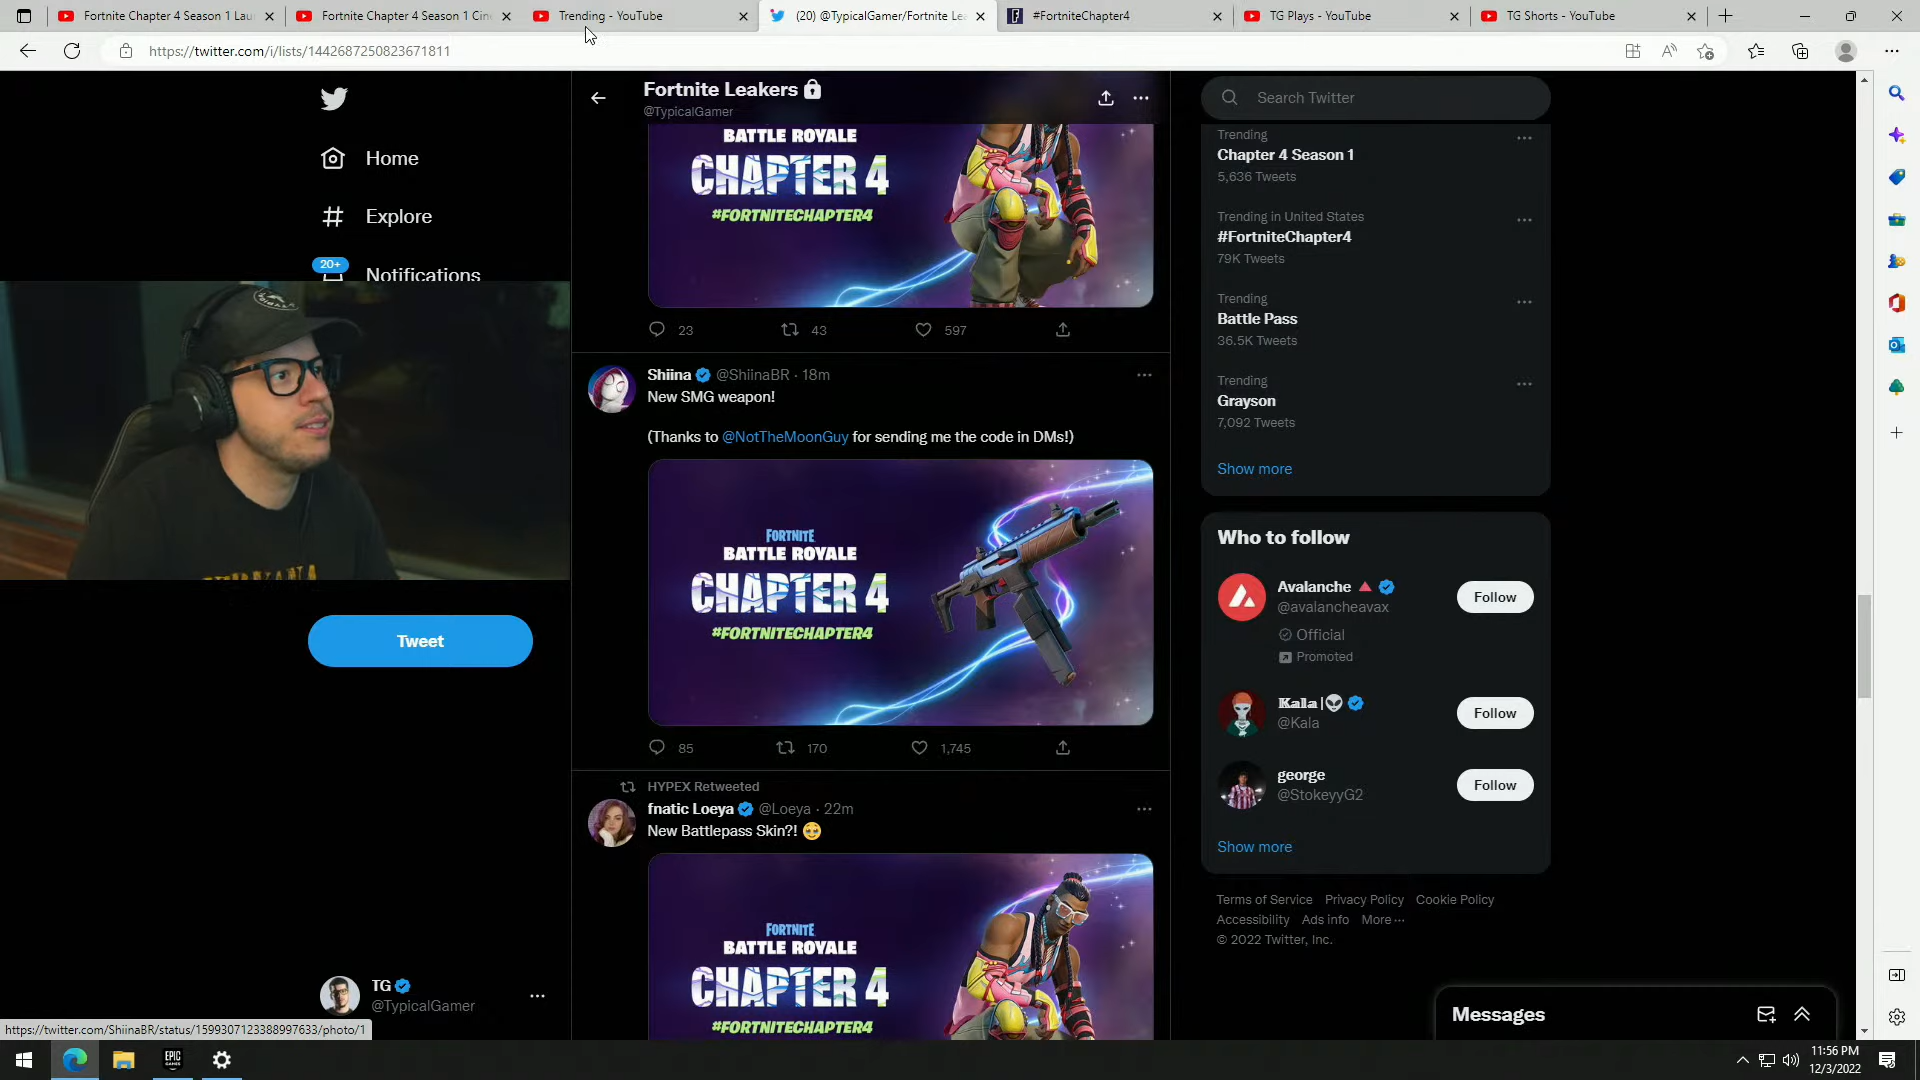 Fortnite Chapter 4 Season 1 Lau
Fortnite Chapter 4 Season 1 Cin
Trending - YouTube
(20) @TypicalGamer/Fortnite Le
#FortniteChapter4
TG Plays - YouTube
TG Shorts - YouTube
https://twitter.com/i/lists/1442687250823671811
Home
Explore
20+
Notifications
Tweet
TG
@TypicalGamer
https://twitter.com/ShiinaBR/status/1599307123388997633/photo/1
Fortnite Leakers
@TypicalGamer
BATTLE ROYALE
CHAPTER 4
#FORTNITECHAPTER4
23 43 597
Shiina @ShiinaBR · 18m
New SMG weapon!
(Thanks to @NotTheMoonGuy for sending me the code in DMs!)
FORTNITE
BATTLE ROYALE
CHAPTER 4
#FORTNITECHAPTER4
85 170 1,745
HYPEX Retweeted
fnatic Loeya @Loeya · 22m
New Battlepass Skin?!
FORTNITE
BATTLE ROYALE
CHAPTER 4
#FORTNITECHAPTER4
Search Twitter
Trending
Chapter 4 Season 1
5,636 Tweets
Trending in United States
#FortniteChapter4
79K Tweets
Trending
Battle Pass
36.5K Tweets
Trending
Grayson
7,092 Tweets
Show more
Who to follow
Avalanche
@avalancheavax
Official
Promoted
Follow
Kala|
@Kala
Follow
george
@StokeyyG2
Follow
Show more
Terms of Service Privacy Policy Cookie Policy
Accessibility Ads info More ···
© 2022 Twitter, Inc.
Messages
EPIC
GAMES
11:56 PM
12/3/2022